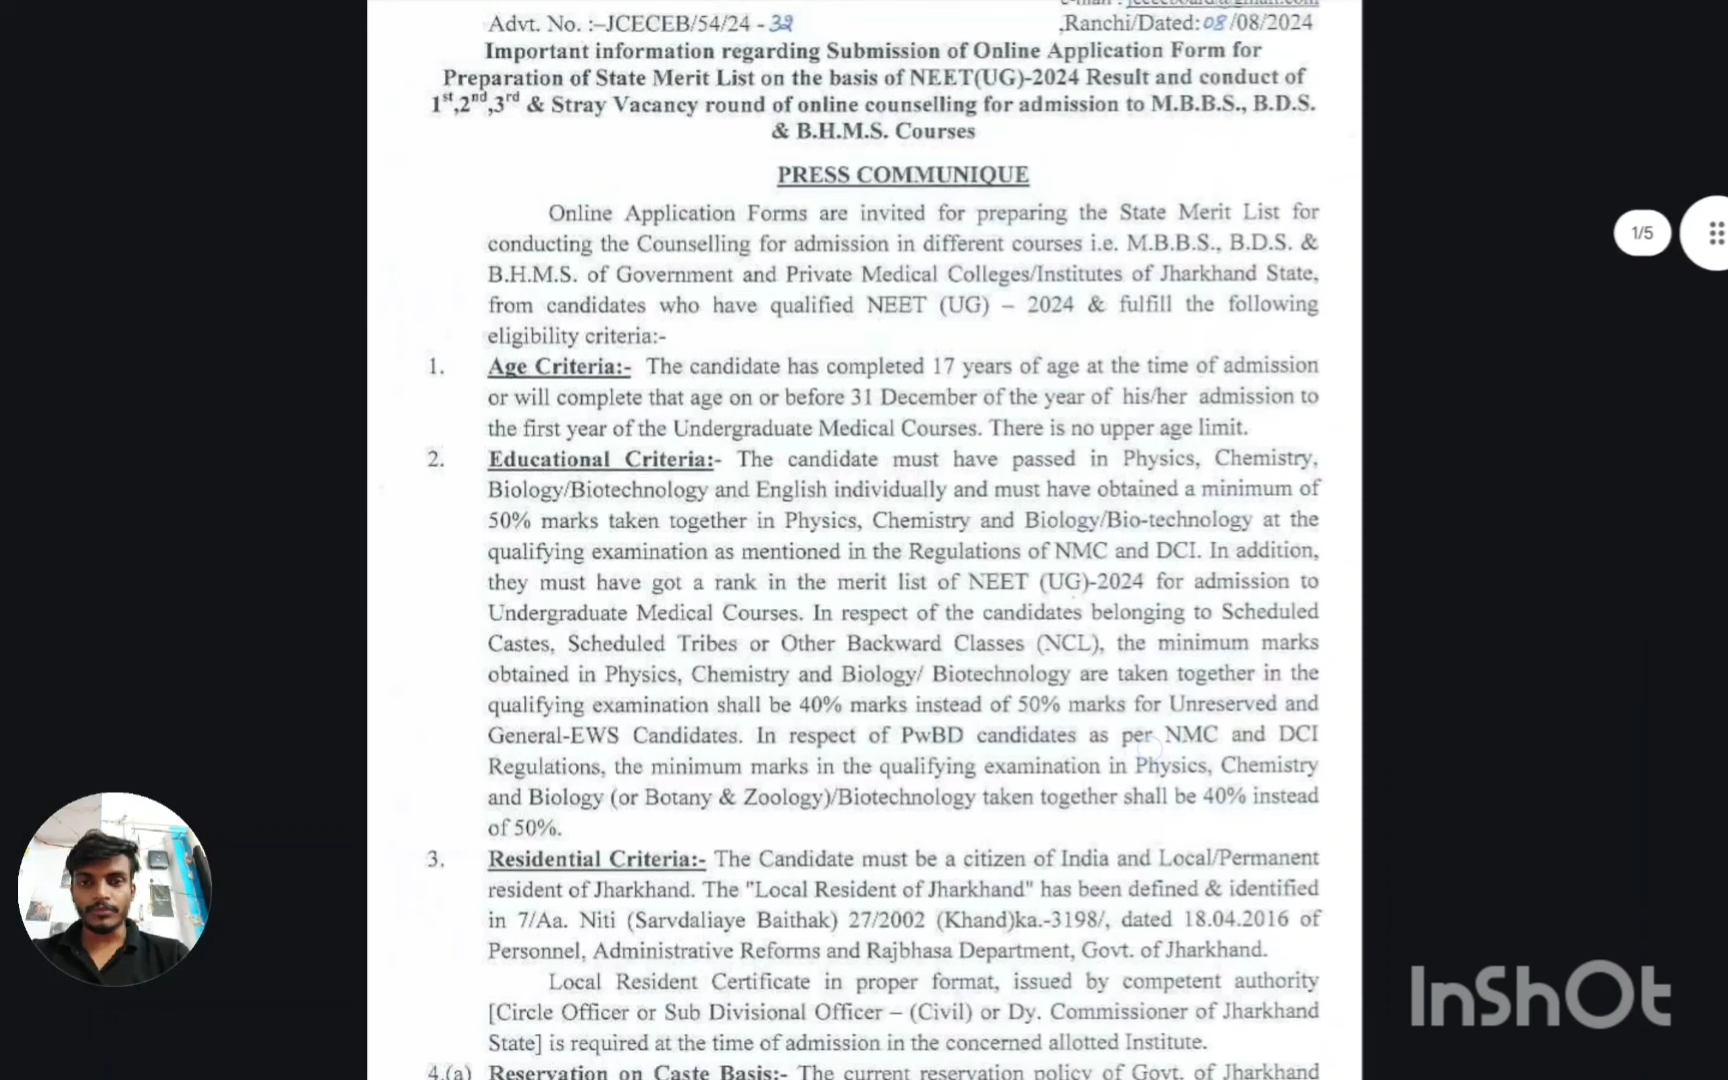 Advt. No. :–JCECEB/54/24 - 32
,Ranchi/Dated: 08/08/2024
Important information regarding Submission of Online Application Form for
Preparation of State Merit List on the basis of NEET(UG)-2024 Result and conduct of
1st,2nd,3rd & Stray Vacancy round of online counselling for admission to M.B.B.S., B.D.S.
& B.H.M.S. Courses
PRESS COMMUNIQUE
Online Application Forms are invited for preparing the State Merit List for
conducting the Counselling for admission in different courses i.e. M.B.B.S., B.D.S. &
B.H.M.S. of Government and Private Medical Colleges/Institutes of Jharkhand State,
from candidates who have qualified NEET (UG) – 2024 & fulfill the following
eligibility criteria:-
1. Age Criteria:- The candidate has completed 17 years of age at the time of admission
or will complete that age on or before 31 December of the year of his/her admission to
the first year of the Undergraduate Medical Courses. There is no upper age limit.
2. Educational Criteria:- The candidate must have passed in Physics, Chemistry,
Biology/Biotechnology and English individually and must have obtained a minimum of
50% marks taken together in Physics, Chemistry and Biology/Bio-technology at the
qualifying examination as mentioned in the Regulations of NMC and DCI. In addition,
they must have got a rank in the merit list of NEET (UG)-2024 for admission to
Undergraduate Medical Courses. In respect of the candidates belonging to Scheduled
Castes, Scheduled Tribes or Other Backward Classes (NCL), the minimum marks
obtained in Physics, Chemistry and Biology/ Biotechnology are taken together in the
qualifying examination shall be 40% marks instead of 50% marks for Unreserved and
General-EWS Candidates. In respect of PwBD candidates as per NMC and DCI
Regulations, the minimum marks in the qualifying examination in Physics, Chemistry
and Biology (or Botany & Zoology)/Biotechnology taken together shall be 40% instead
of 50%.
3. Residential Criteria:- The Candidate must be a citizen of India and Local/Permanent
resident of Jharkhand. The "Local Resident of Jharkhand" has been defined & identified
in 7/Aa. Niti (Sarvdaliaye Baithak) 27/2002 (Khand)ka.-3198/, dated 18.04.2016 of
Personnel, Administrative Reforms and Rajbhasa Department, Govt. of Jharkhand.
Local Resident Certificate in proper format, issued by competent authority
[Circle Officer or Sub Divisional Officer – (Civil) or Dy. Commissioner of Jharkhand
State] is required at the time of admission in the concerned allotted Institute.
4.(a) Reservation on Caste Basis:- The current reservation policy of Govt. of Jharkhand
1/5
InShOt